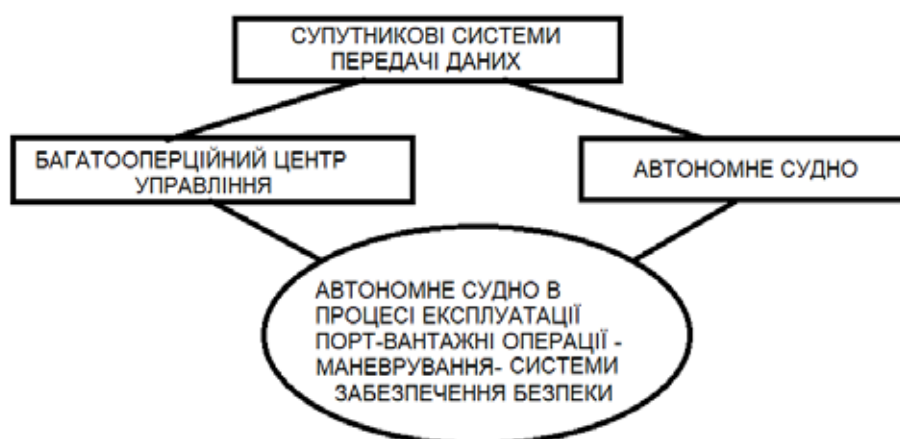 СУПУТНИКОВІ СИСТЕМИ
ПЕРЕДАЧІ ДАНИХ
БАГАТООПЕРЦІЙНИЙ ЦЕНТР
УПРАВЛІННЯ
АВТОНОМНЕ СУДНО
АВТОНОМНЕ СУДНО В
ПРОЦЕСІ ЕКСПЛУАТАЦІЇ
ПОРТ-ВАНТАЖНІ ОПЕРАЦІЇ -
МАНЕВРУВАННЯ- СИСТЕМИ
ЗАБЕЗПЕЧЕННЯ БЕЗПЕКИ